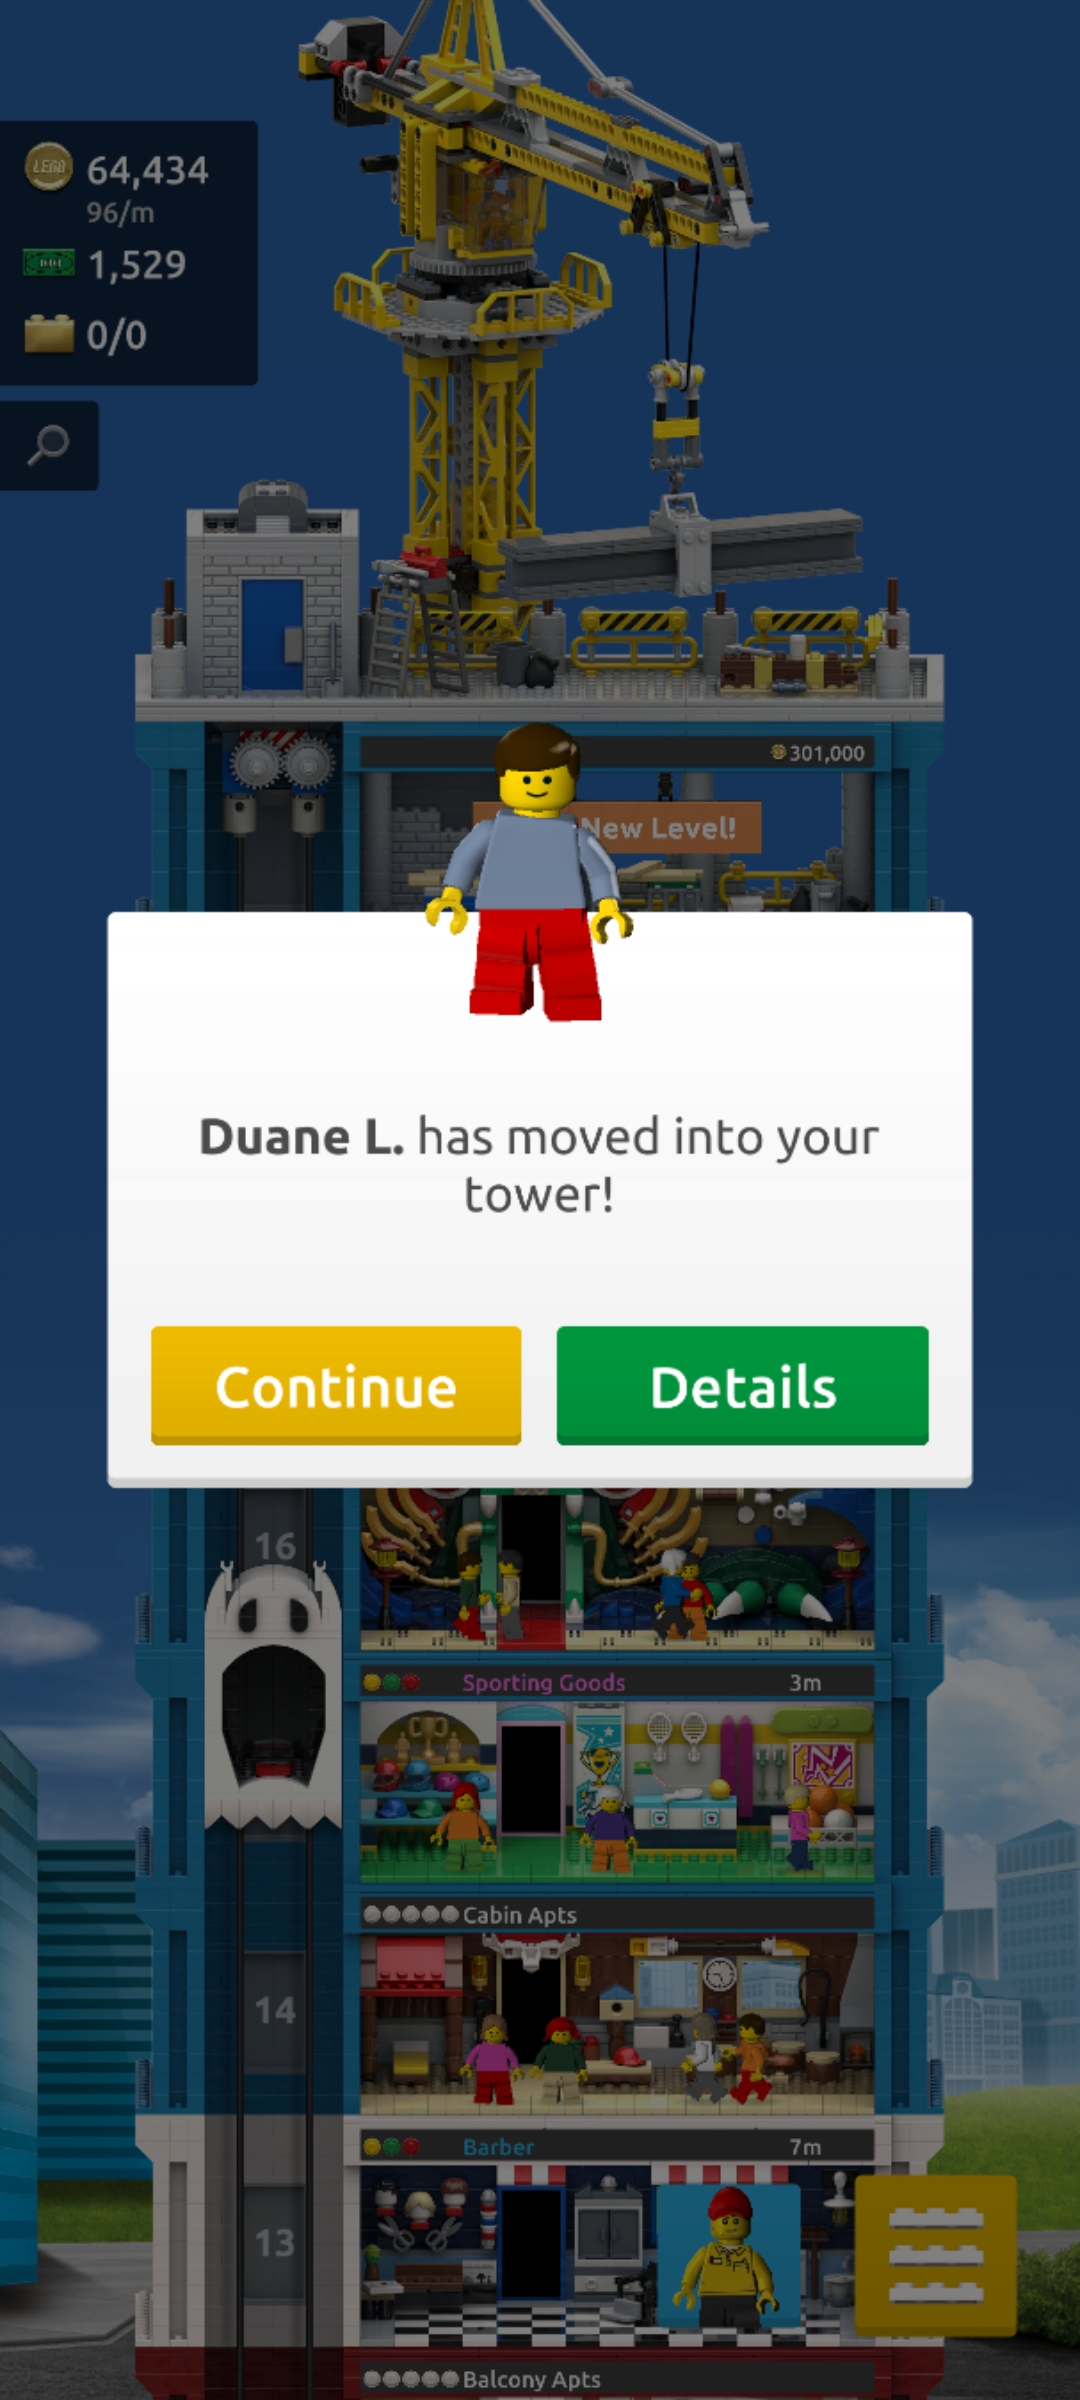 LEGO
64,434
96/m
1,529
0/0
301,000
New Level!
Duane L. has moved into your
tower!
Continue
Details
16
Sporting Goods
3m
Cabin Apts
14
Barber
7m
13
Balcony Apts